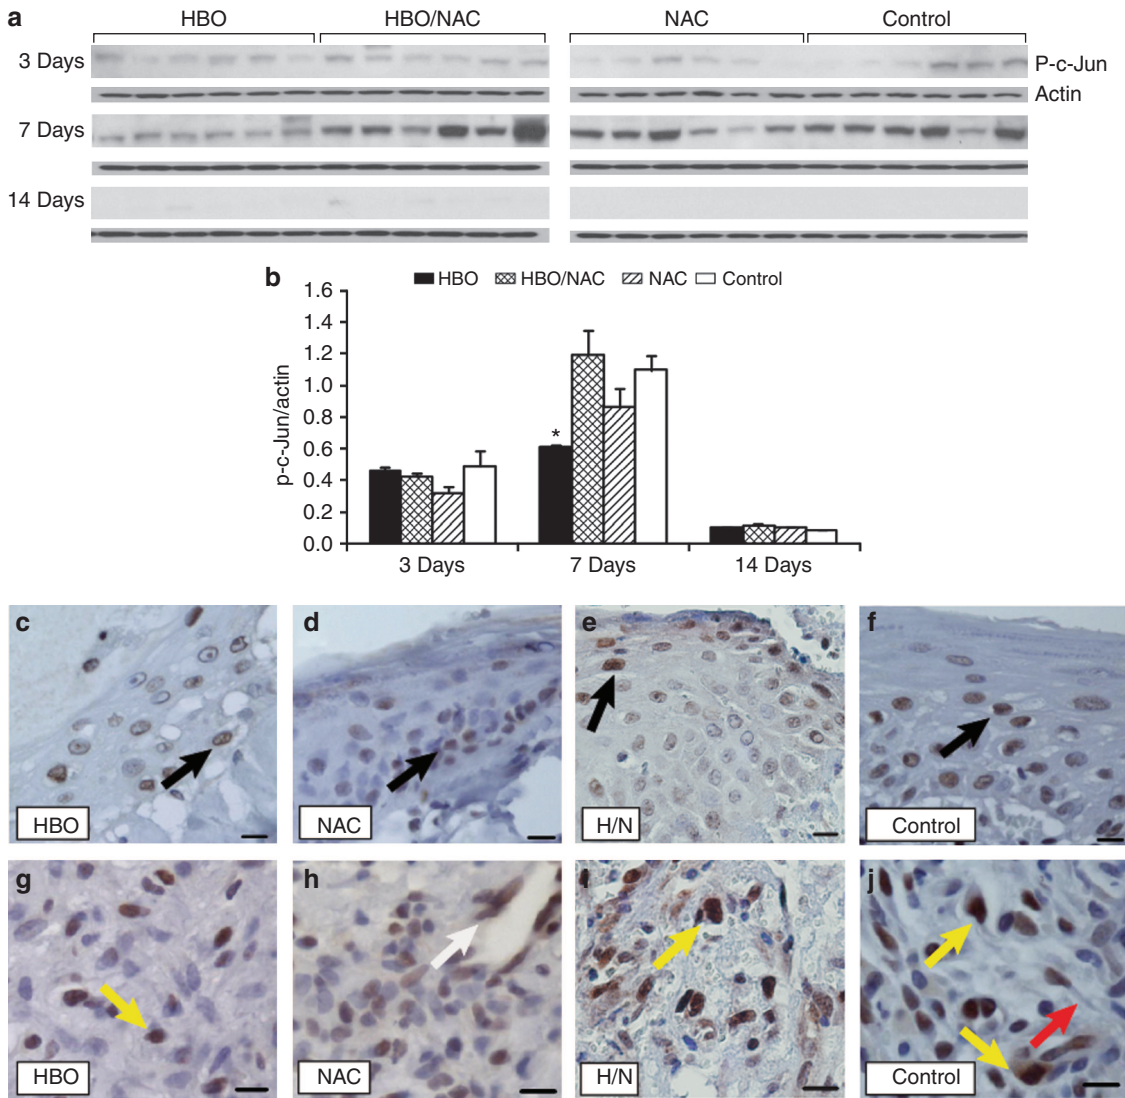 a
HBO HBO/NAC NAC Control
3 Days P-c-Jun
Actin
7 Days
14 Days
b
HBO HBO/NAC NAC Control
1.6
1.4
1.2
1.0
0.8
0.6
0.4
0.2
0.0
p-c-Jun/actin
*
3 Days 7 Days 14 Days
c d e f
HBO NAC H/N Control
g h i j
HBO NAC H/N Control